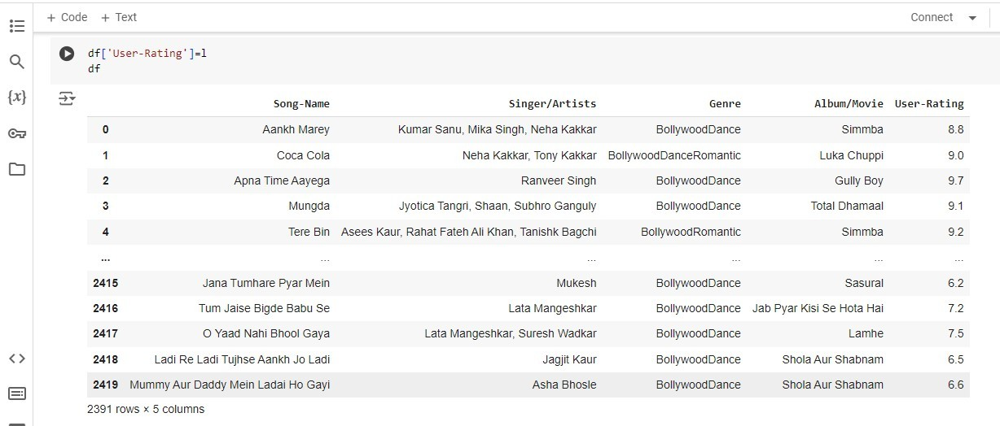 + Code + Text Connect
df['User-Rating']=l
df
{x}
Song-Name Singer/Artists Genre Album/Movie User-Rating
0 Aankh Marey Kumar Sanu, Mika Singh, Neha Kakkar BollywoodDance Simmba 8.8
1 Coca Cola Neha Kakkar, Tony Kakkar BollywoodDanceRomantic Luka Chuppi 9.0
2 Apna Time Aayega Ranveer Singh BollywoodDance Gully Boy 9.7
3 Mungda Jyotica Tangri, Shaan, Subhro Ganguly BollywoodDance Total Dhamaal 9.1
4 Tere Bin Asees Kaur, Rahat Fateh Ali Khan, Tanishk Bagchi BollywoodRomantic Simmba 9.2
... ... ... ... ... ...
2415 Jana Tumhare Pyar Mein Mukesh BollywoodDance Sasural 6.2
2416 Tum Jaise Bigde Babu Se Lata Mangeshkar BollywoodDance Jab Pyar Kisi Se Hota Hai 7.2
2417 O Yaad Nahi Bhool Gaya Lata Mangeshkar, Suresh Wadkar BollywoodDance Lamhe 7.5
2418 Ladi Re Ladi Tujhse Aankh Jo Ladi Jagjit Kaur BollywoodDance Shola Aur Shabnam 6.5
2419 Mummy Aur Daddy Mein Ladai Ho Gayi Asha Bhosle BollywoodDance Shola Aur Shabnam 6.6
2391 rows × 5 columns